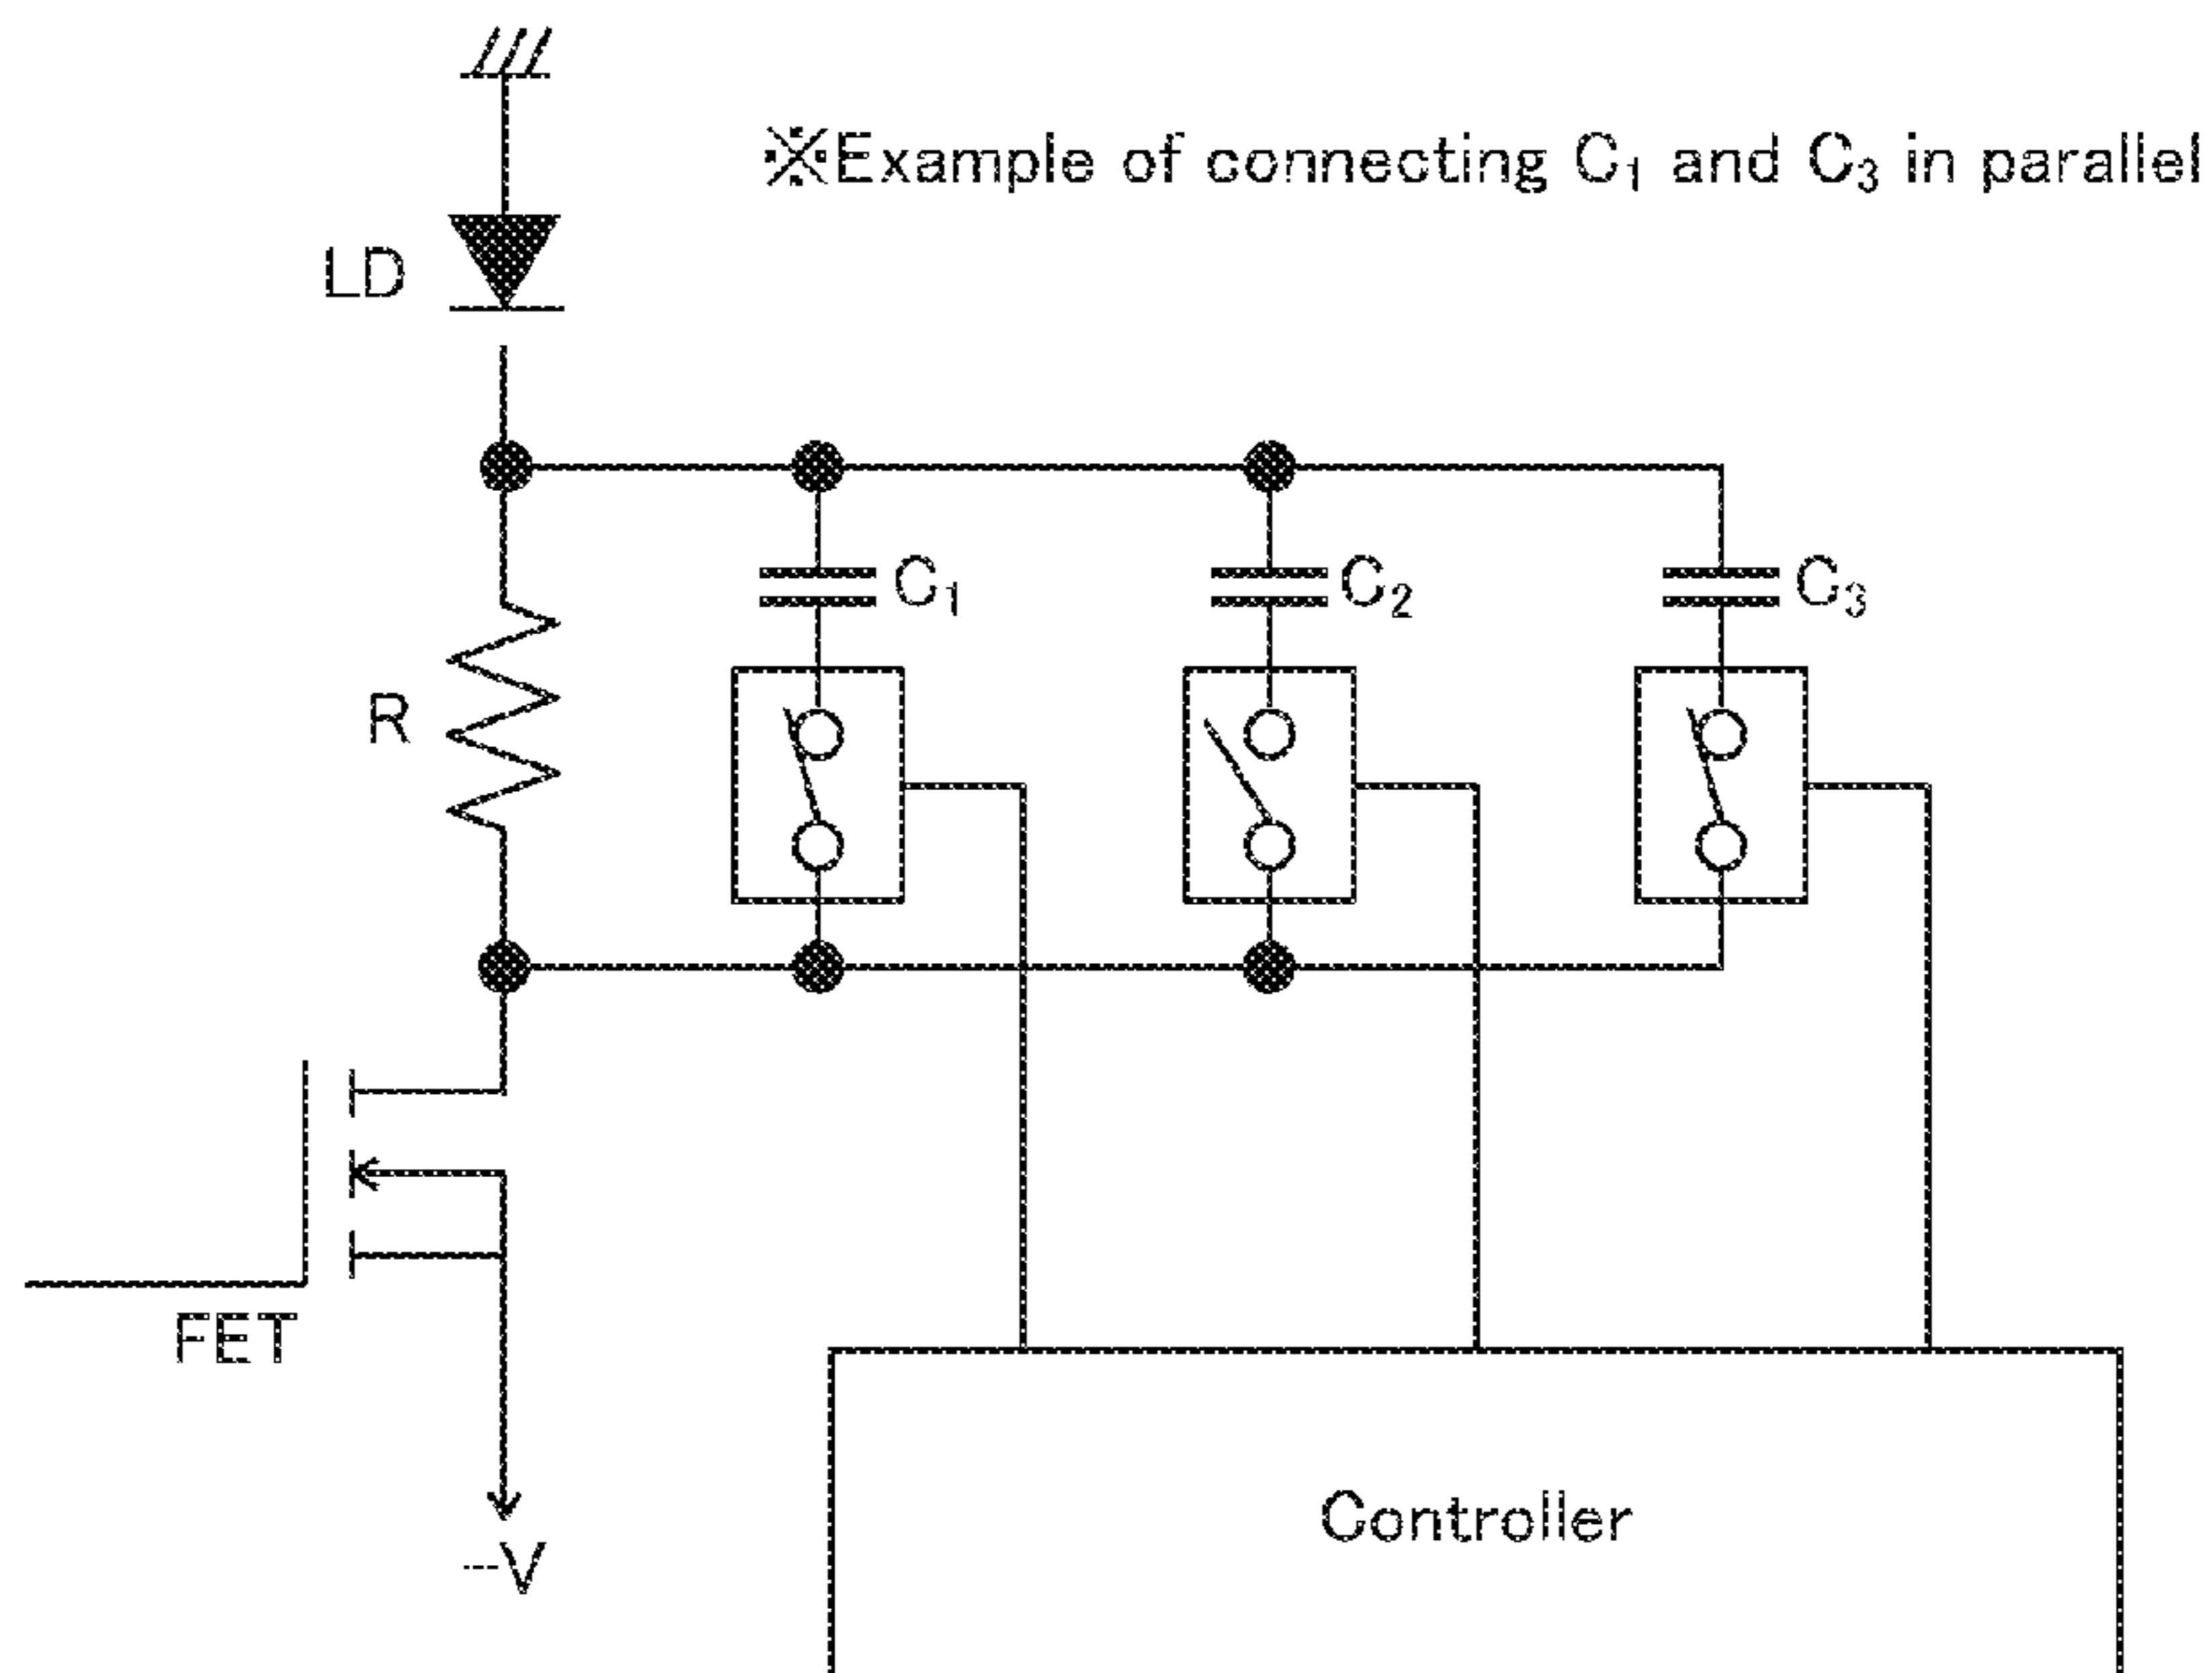 ※Example of connecting C₁ and C₃ in parallel
LD
C₁
C₂
C₃
R
FET
−V
Controller